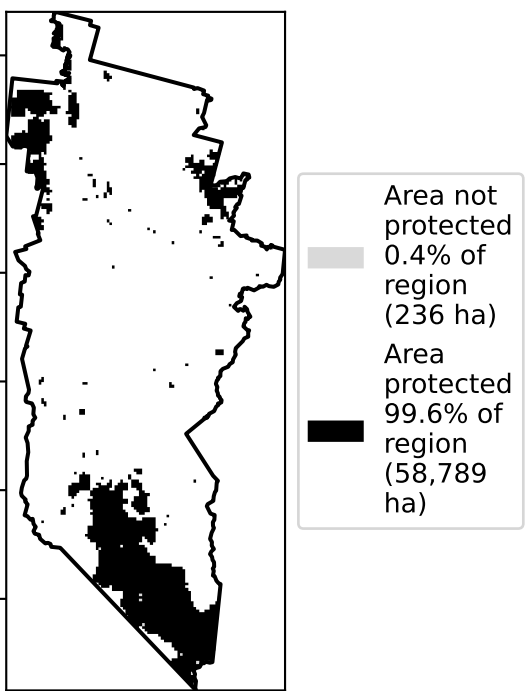 Area not
protected
0.4% of
region
(236 ha)
Area
protected
99.6% of
region
(58,789
ha)